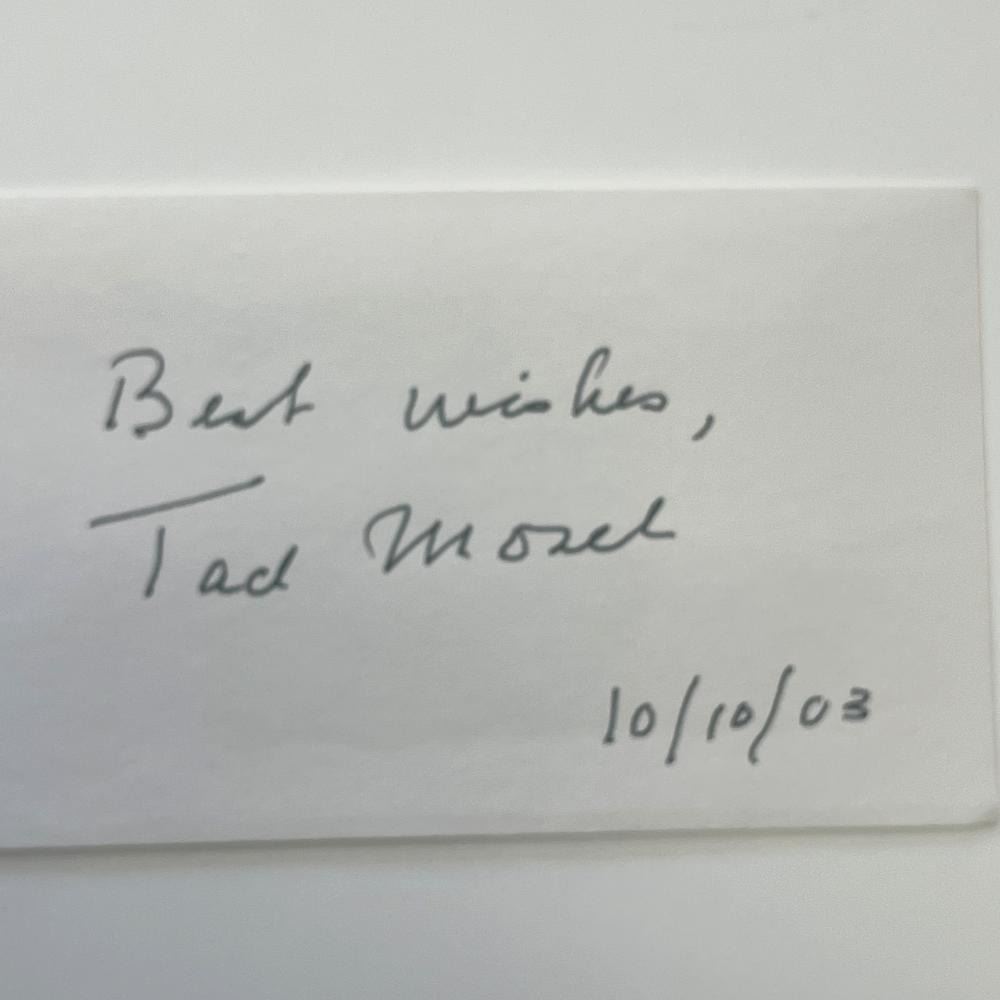 Best wishes,
Tad Mosel
10/10/03